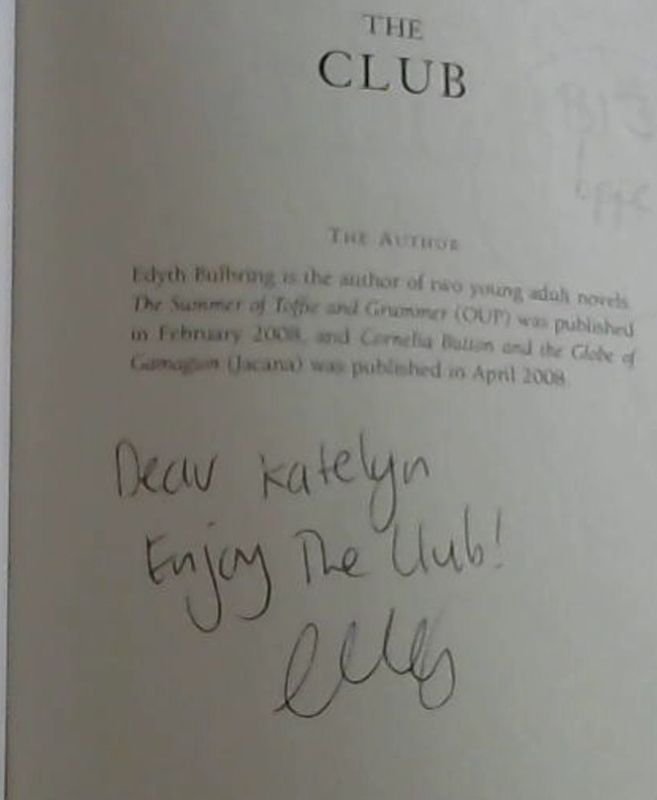 THE
CLUB
THE AUTHOR
Edyth Bulbring is the author of two young adult novels.
The Summer of Toffie and Grummer (OUP) was published
in February 2008, and Cornelia Button and the Globe of
Gamagion (Jacana) was published in April 2008
Dear Katelyn
Enjoy The Club!